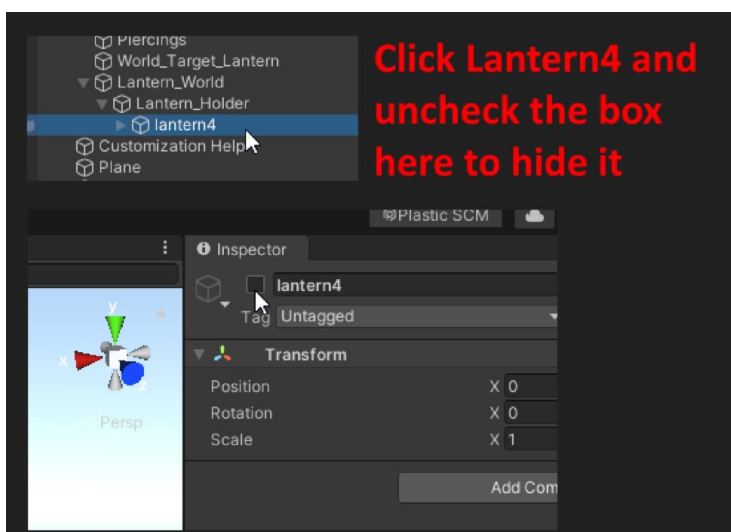 Piercings
World_Target_Lantern
Lantern_World
Lantern_Holder
lantern4
Customization Help
Plane
Click Lantern4 and
uncheck the box
here to hide it
Plastic SCM
Inspector
lantern4
Tag Untagged
Transform
Position X 0
Rotation X 0
Scale X 1
Add Com
y
x
z
Persp